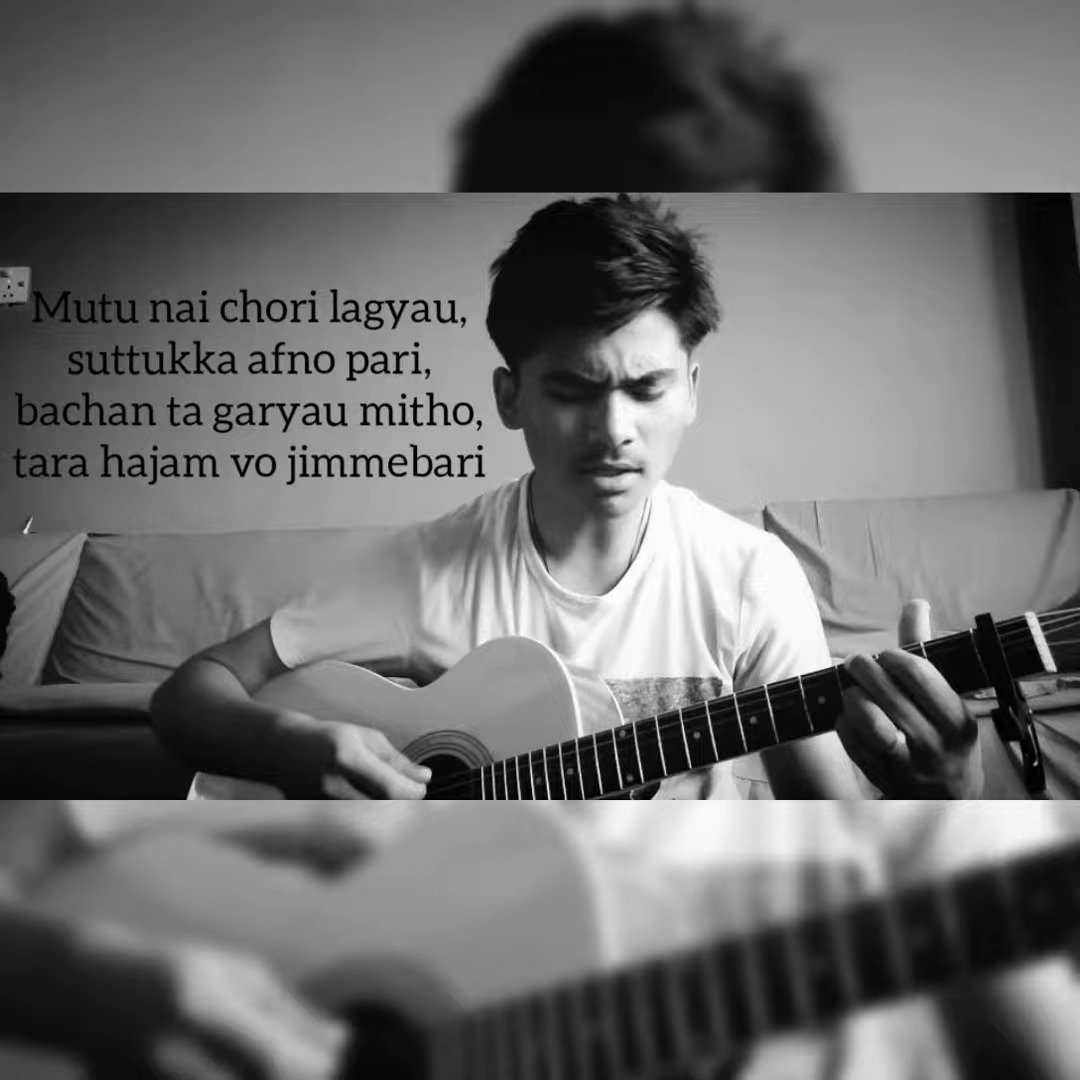 Mutu nai chori lagyau,
suttukka afno pari,
bachan ta garyau mitho,
tara hajam vo jimmebari